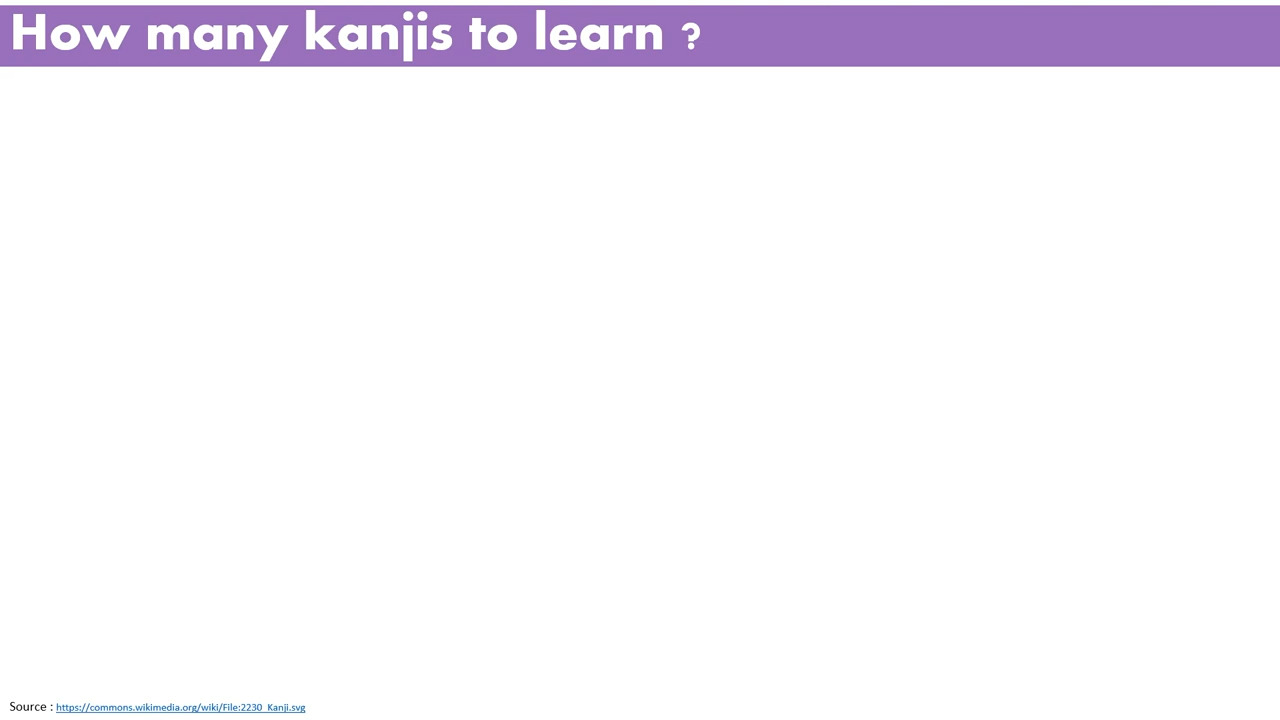 How many kanjis to learn ?
Source : https://commons.wikimedia.org/wiki/File:2230_Kanji.svg